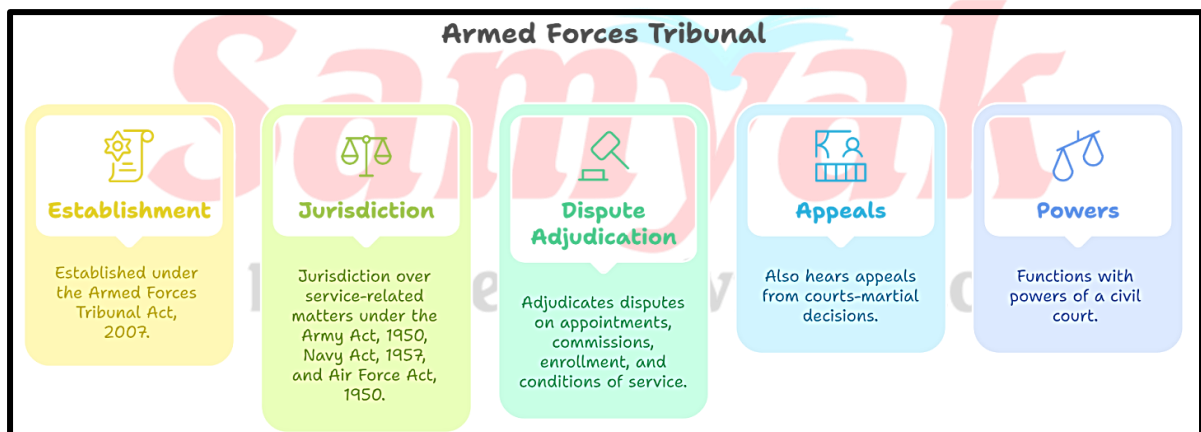 Armed Forces Tribunal
Samyak
Establishment
Established under
the Armed Forces
Tribunal Act,
2007.
Jurisdiction
Jurisdiction over
service-related
matters under the
Army Act, 1950,
Navy Act, 1957,
and Air Force Act,
1950.
Dispute
Adjudication
Adjudicates disputes
on appointments,
commissions,
enrollment, and
conditions of service.
Appeals
Also hears appeals
from courts-martial
decisions.
Powers
Functions with
powers of a civil
court.